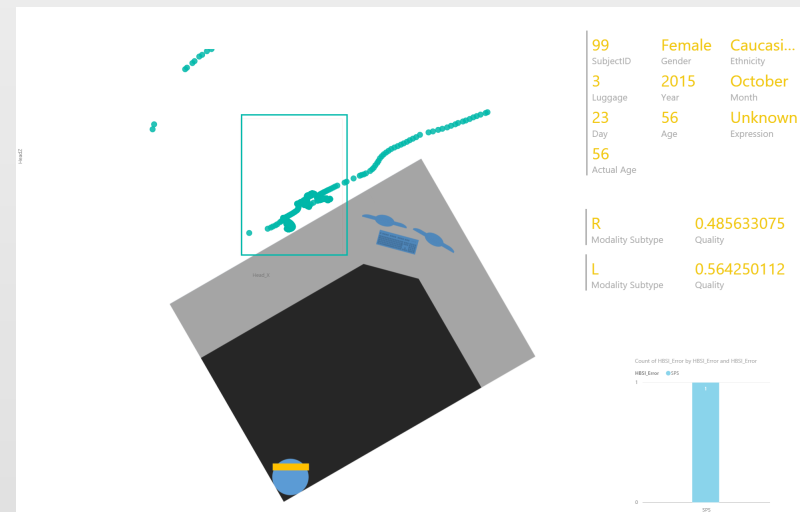 99 Female Caucasi...
SubjectID Gender Ethnicity
3 2015 October
Luggage Year Month
23 56 Unknown
Day Age Expression
56
Actual Age
R 0.485633075
Modality Subtype Quality
L 0.564250112
Modality Subtype Quality
Count of HBSI_Error by HBSI_Error and HBSI_Error
HBSI_Error SPS
1
1
0
SPS